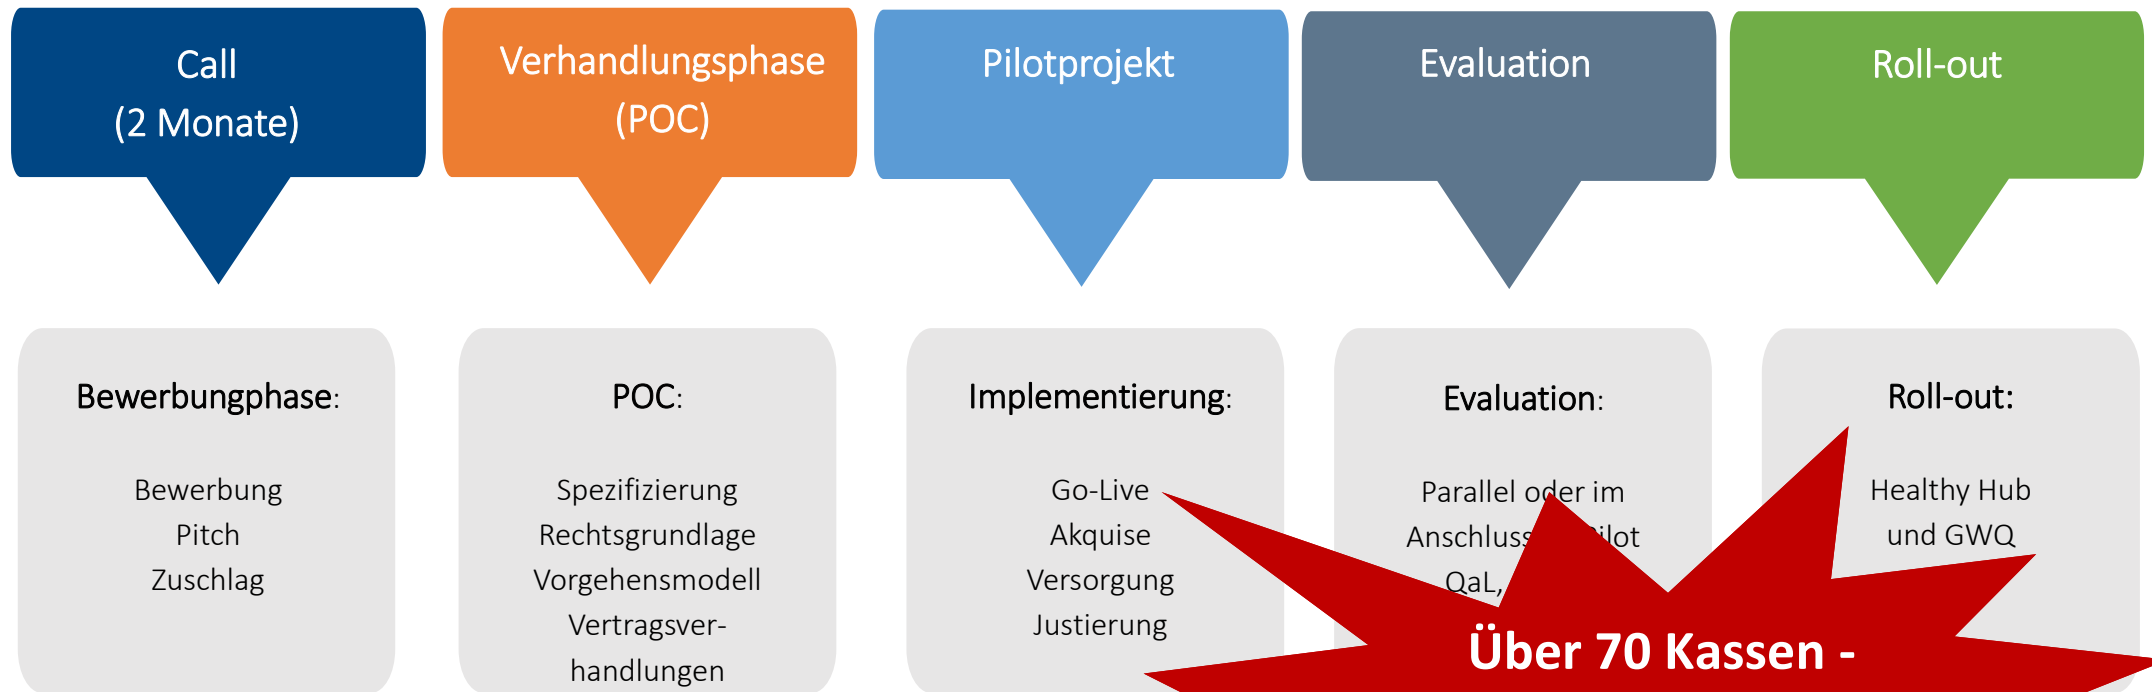 Call
(2 Monate)
Verhandlungsphase
(POC)
Pilotprojekt
Evaluation
Roll-out
Bewerbungphase:
Bewerbung
Pitch
Zuschlag
POC:
Spezifizierung
Rechtsgrundlage
Vorgehensmodell
Vertragsver-
handlungen
Implementierung:
Go-Live
Akquise
Versorgung
Justierung
Evaluation:
Parallel oder im
Anschluss
QaL,
Roll-out:
Healthy Hub
und GWQ
Über 70 Kassen -